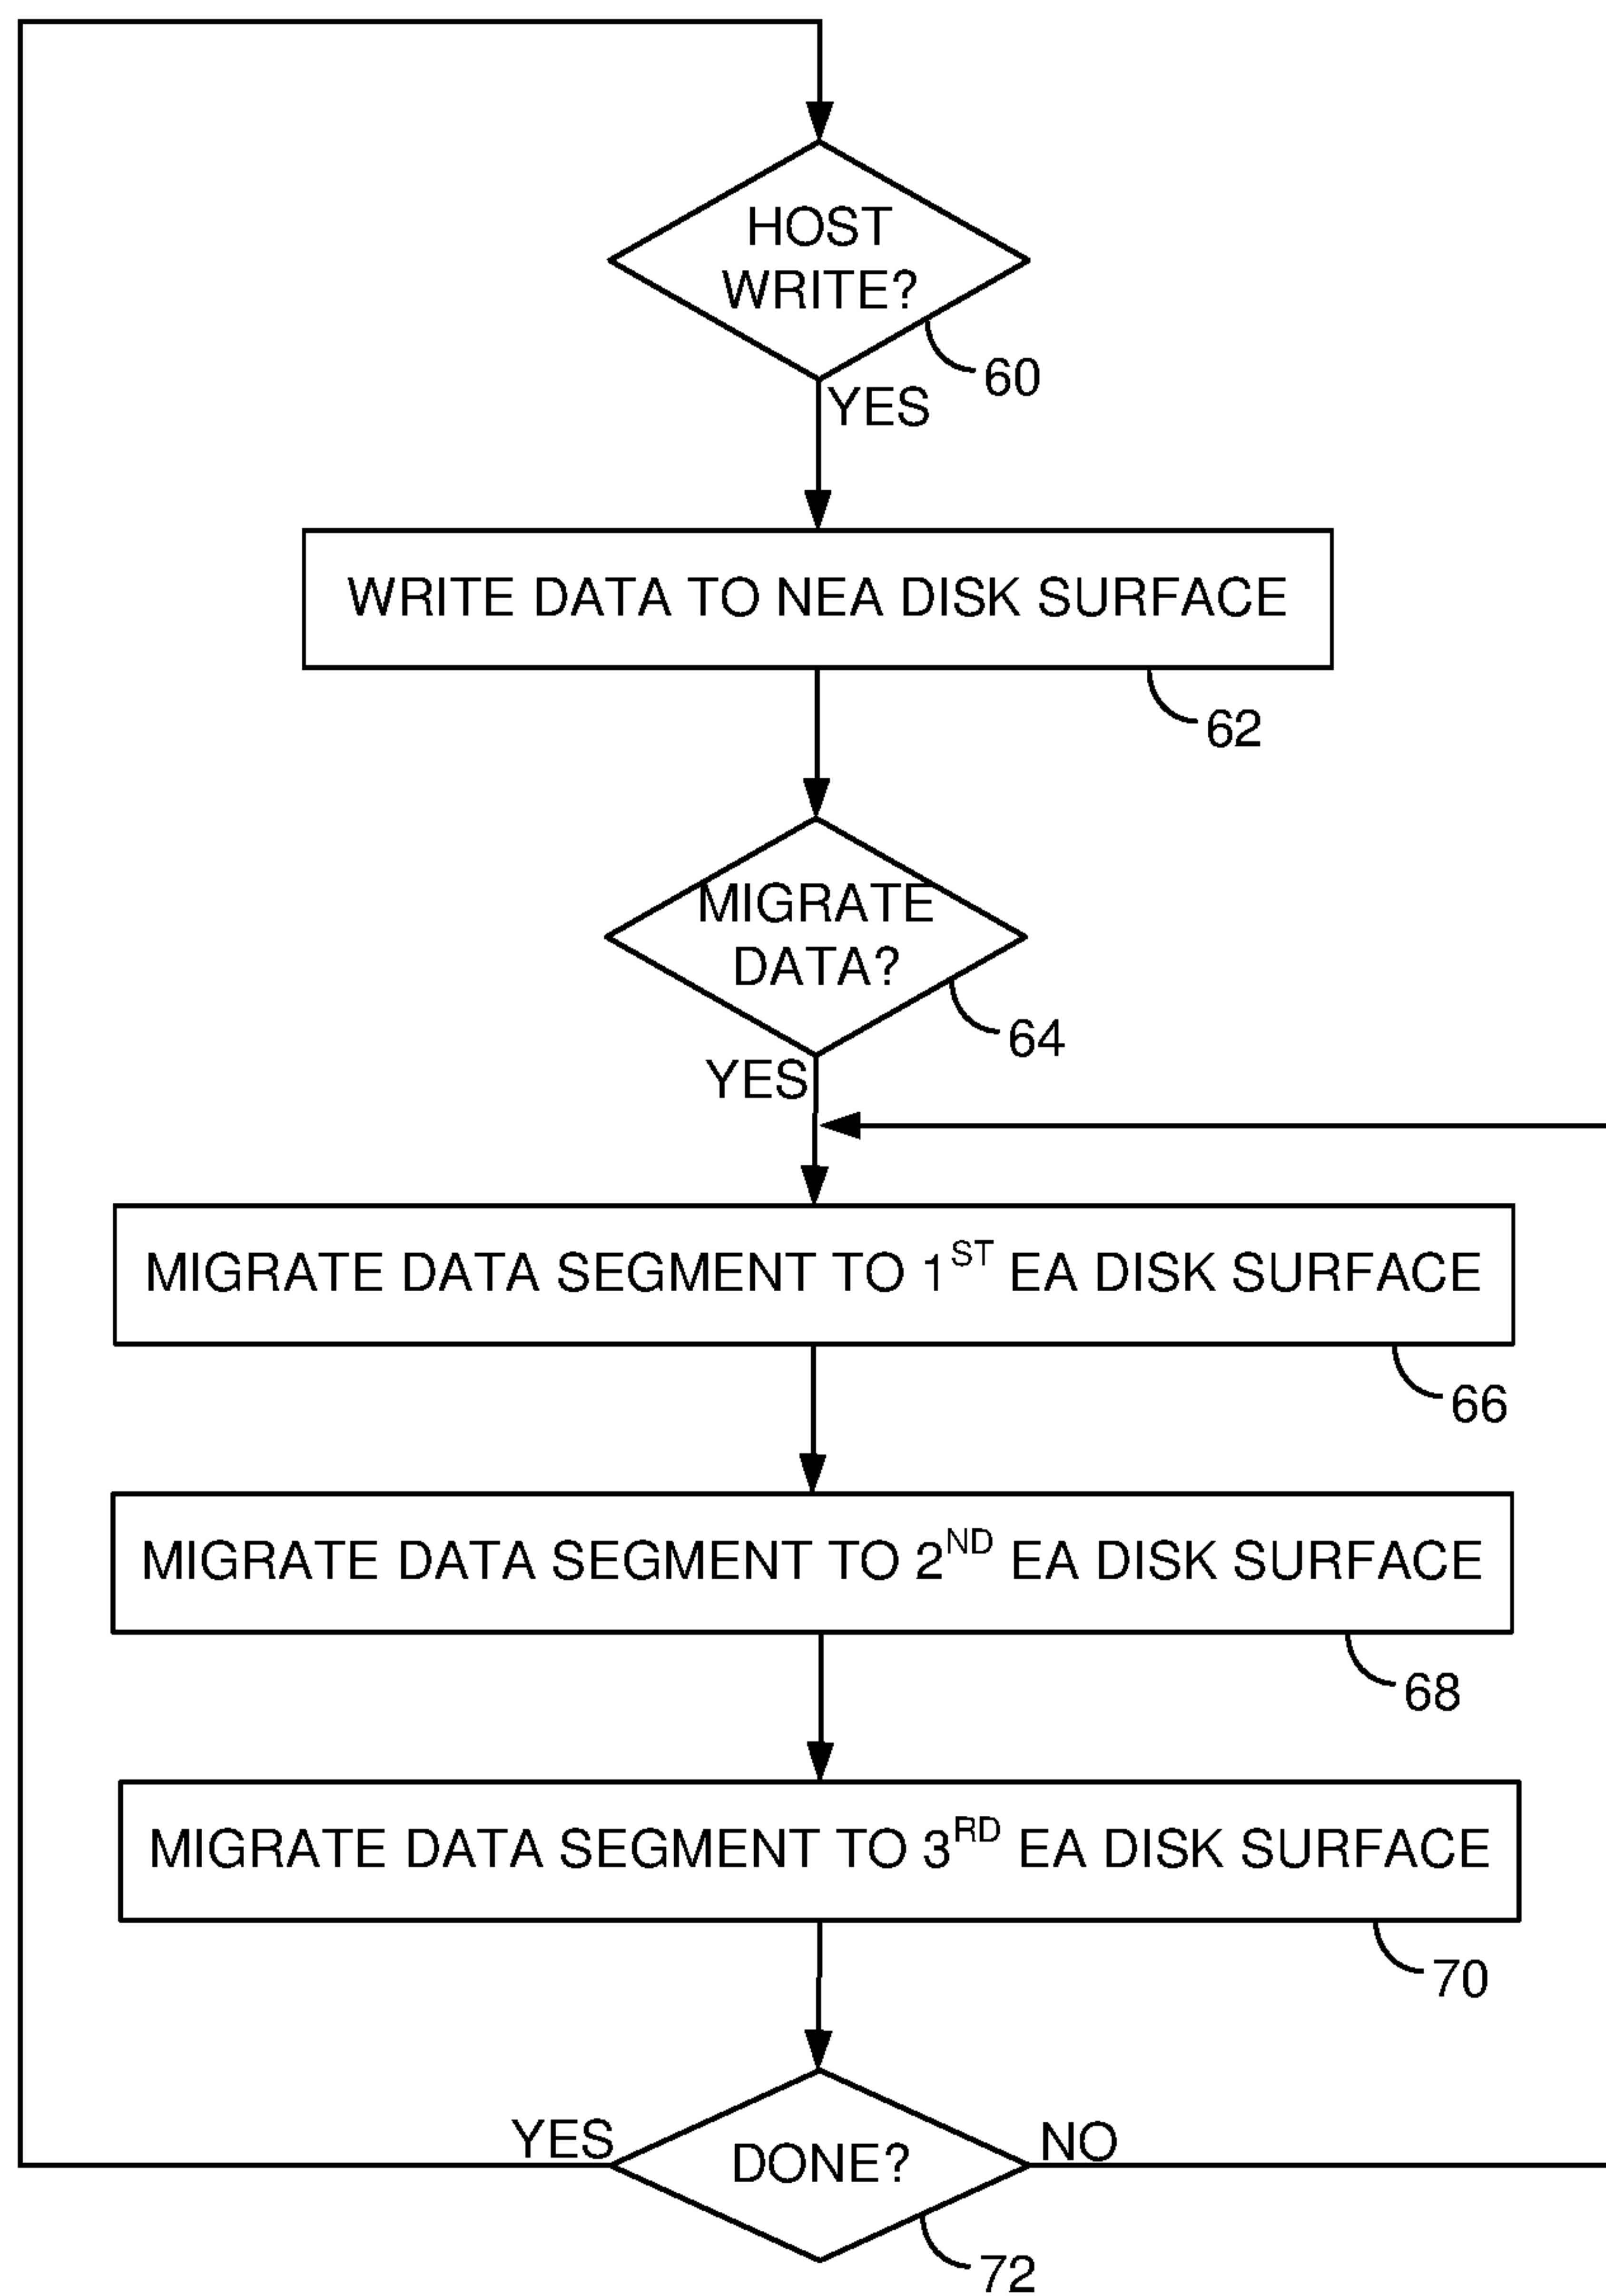 HOST
WRITE?
60
YES
WRITE DATA TO NEA DISK SURFACE
62
MIGRATE
DATA?
64
YES
MIGRATE DATA SEGMENT TO 1ST EA DISK SURFACE
66
MIGRATE DATA SEGMENT TO 2ND EA DISK SURFACE
68
MIGRATE DATA SEGMENT TO 3RD EA DISK SURFACE
70
YES
DONE?
NO
72